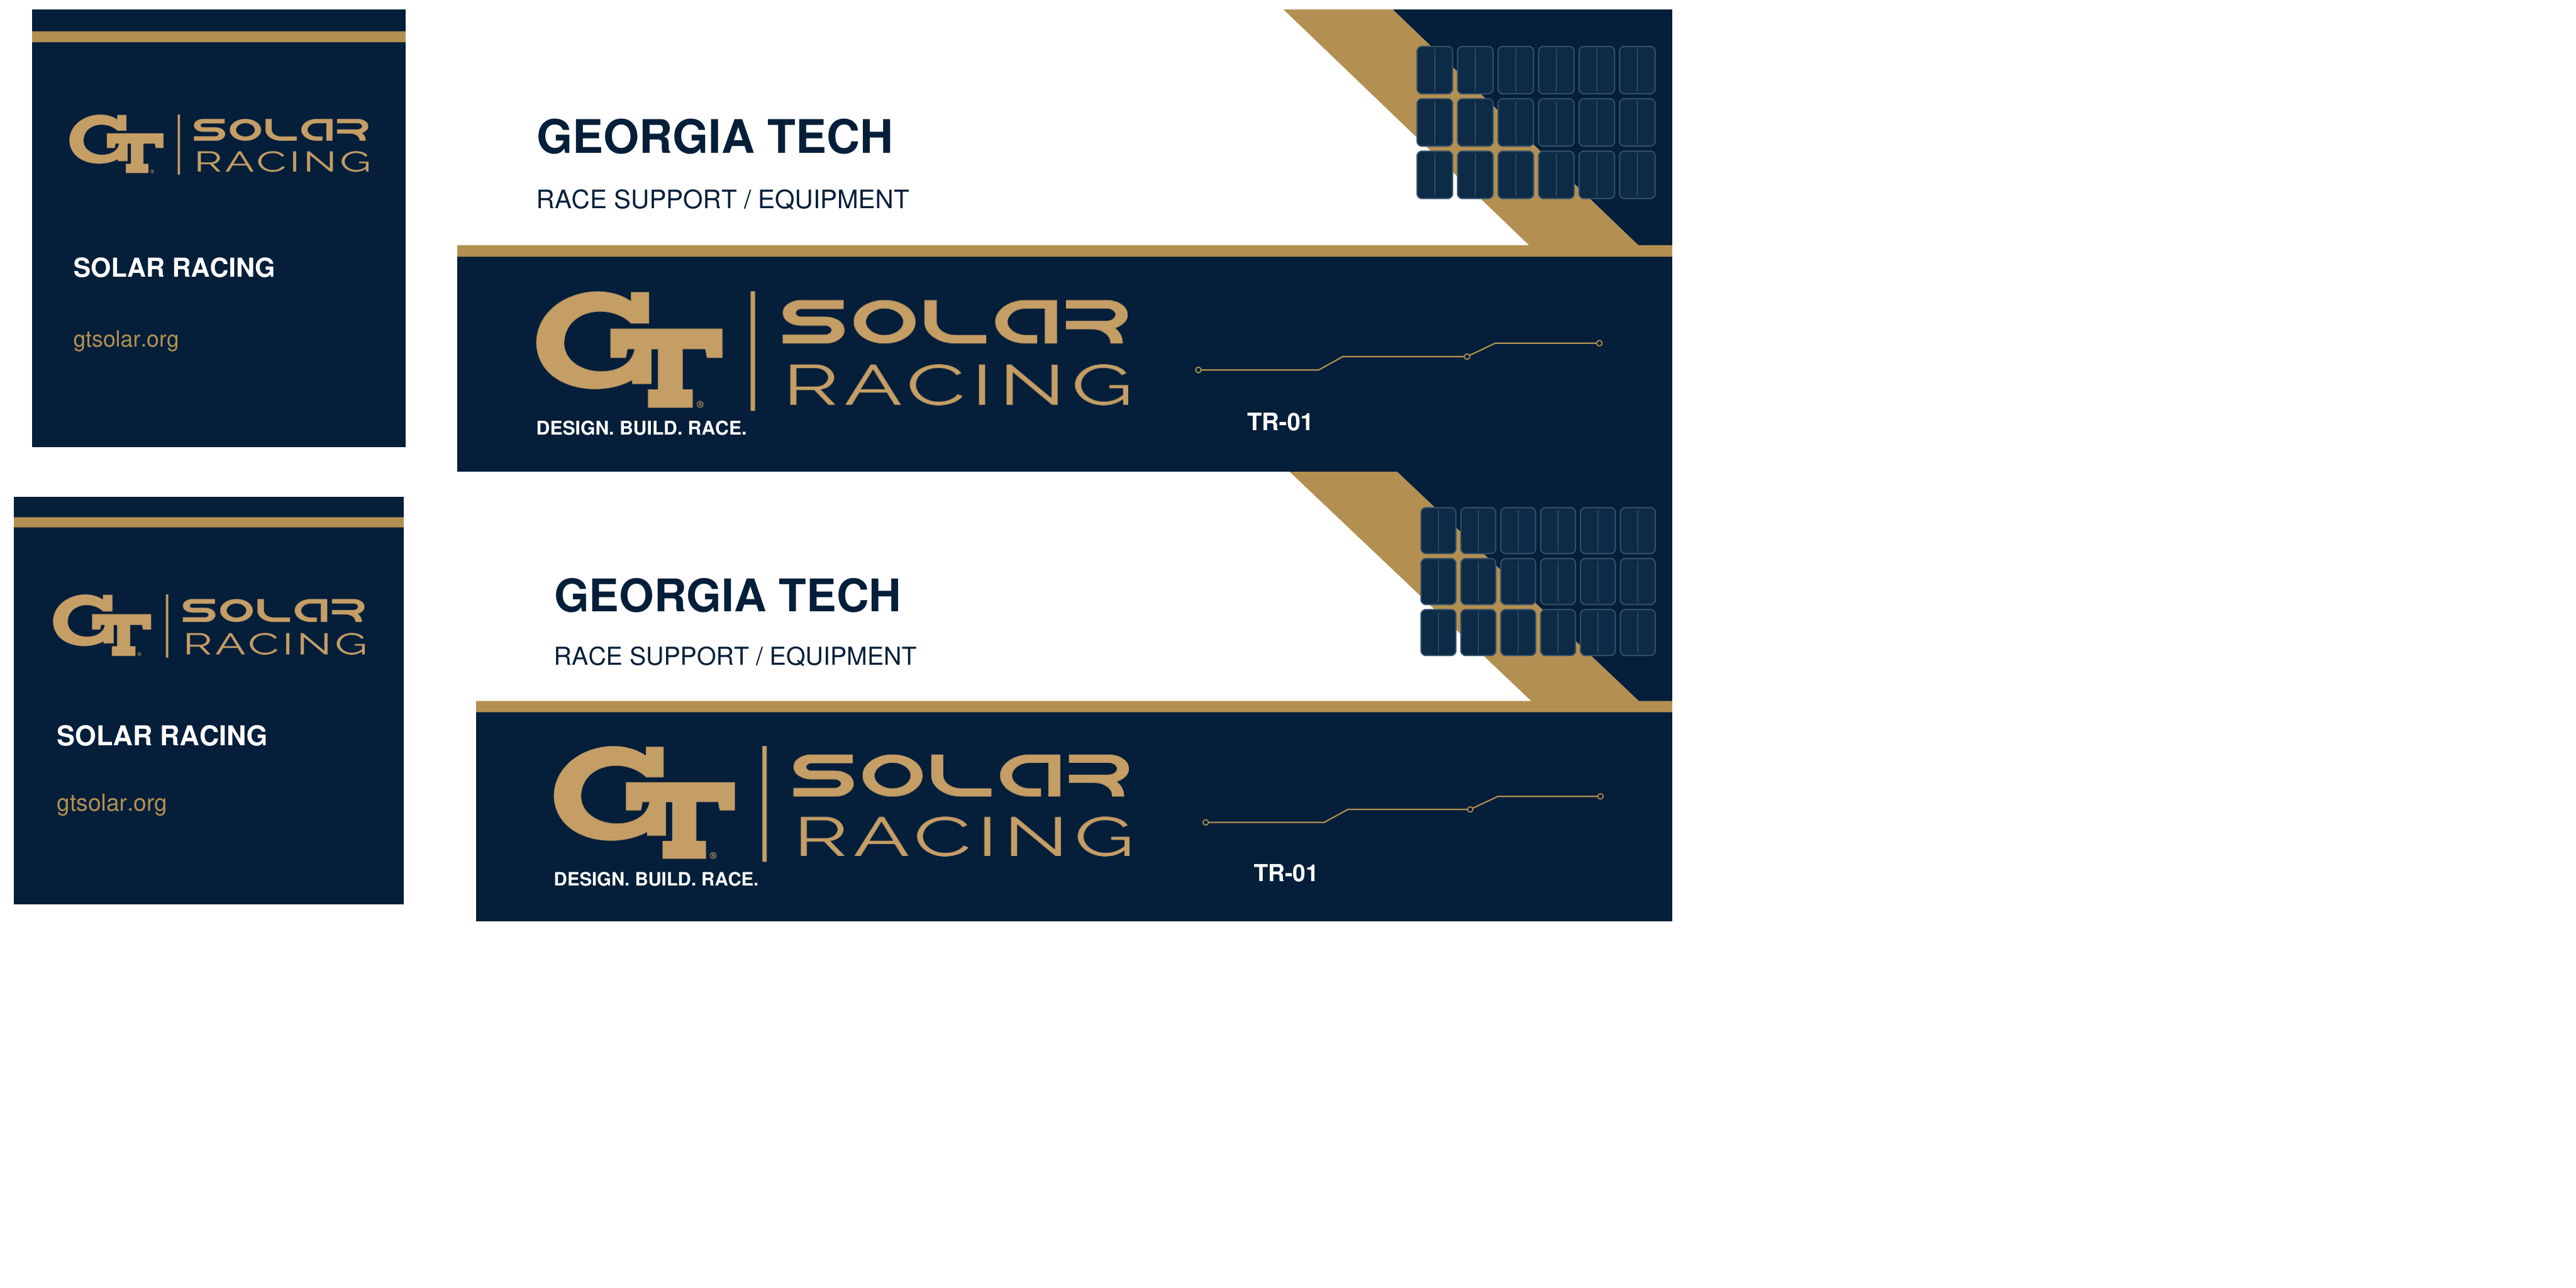 GT® SOLAR
RACING
SOLAR RACING
gtsolar.org
GEORGIA TECH
RACE SUPPORT / EQUIPMENT
GT® SOLAR
RACING
DESIGN. BUILD. RACE.
TR-01
GT® SOLAR
RACING
SOLAR RACING
gtsolar.org
GEORGIA TECH
RACE SUPPORT / EQUIPMENT
GT® SOLAR
RACING
DESIGN. BUILD. RACE.
TR-01